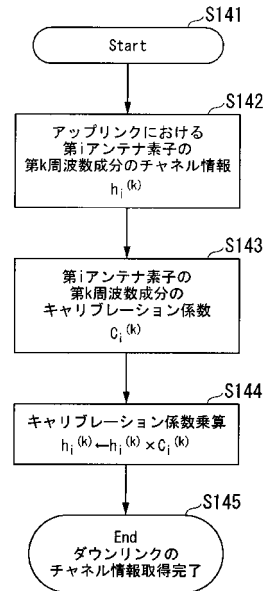 S141
Start
S142
アップリンクにおける
第iアンテナ素子の
第k周波数成分のチャネル情報
hi(k)
S143
第iアンテナ素子の
第k周波数成分の
キャリブレーション係数
Ci(k)
S144
キャリブレーション係数乗算
hi(k)←hi(k)×Ci(k)
S145
End
ダウンリンクの
チャネル情報取得完了